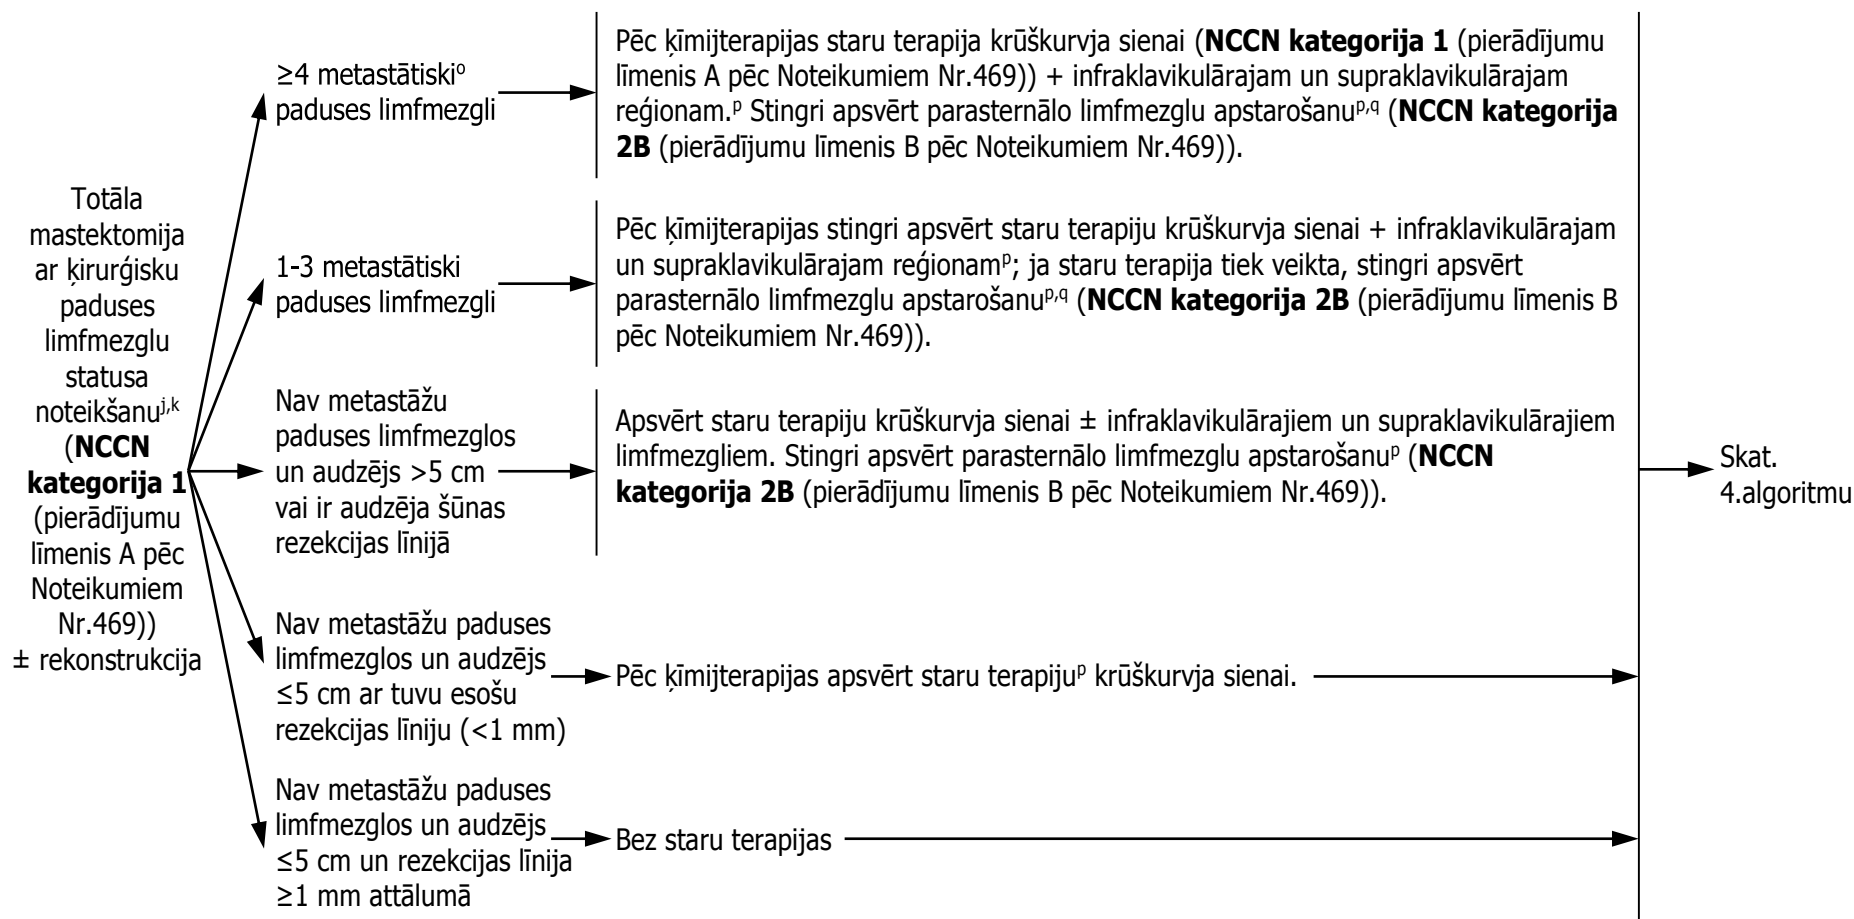 Totāla
mastektomija
ar ķirurģisku
paduses
limfmezglu
statusa
noteikšanuj,k
(NCCN
kategorija 1
(pierādījumu
līmenis A pēc
Noteikumiem
Nr.469))
± rekonstrukcija
≥4 metastātiskio
paduses limfmezgli
Pēc ķīmijterapijas staru terapija krūškurvja sienai (NCCN kategorija 1 (pierādījumu
līmenis A pēc Noteikumiem Nr.469)) + infraklavikulārajam un supraklavikulārajam
reģionam.p Stingri apsvērt parasternālo limfmezglu apstarošanup,q (NCCN kategorija
2B (pierādījumu līmenis B pēc Noteikumiem Nr.469)).
1-3 metastātiski
paduses limfmezgli
Pēc ķīmijterapijas stingri apsvērt staru terapiju krūškurvja sienai + infraklavikulārajam
un supraklavikulārajam reģionamp; ja staru terapija tiek veikta, stingri apsvērt
parasternālo limfmezglu apstarošanup,q (NCCN kategorija 2B (pierādījumu līmenis B
pēc Noteikumiem Nr.469)).
Nav metastāžu
paduses limfmezglos
un audzējs >5 cm
vai ir audzēja šūnas
rezekcijas līnijā
Apsvērt staru terapiju krūškurvja sienai ± infraklavikulārajiem un supraklavikulārajiem
limfmezgliem. Stingri apsvērt parasternālo limfmezglu apstarošanup (NCCN
kategorija 2B (pierādījumu līmenis B pēc Noteikumiem Nr.469)).
Nav metastāžu paduses
limfmezglos un audzējs
≤5 cm ar tuvu esošu
rezekcijas līniju (<1 mm)
Pēc ķīmijterapijas apsvērt staru terapijup krūškurvja sienai.
Nav metastāžu paduses
limfmezglos un audzējs
≤5 cm un rezekcijas līnija
≥1 mm attālumā
Bez staru terapijas
Skat.
4.algoritmu